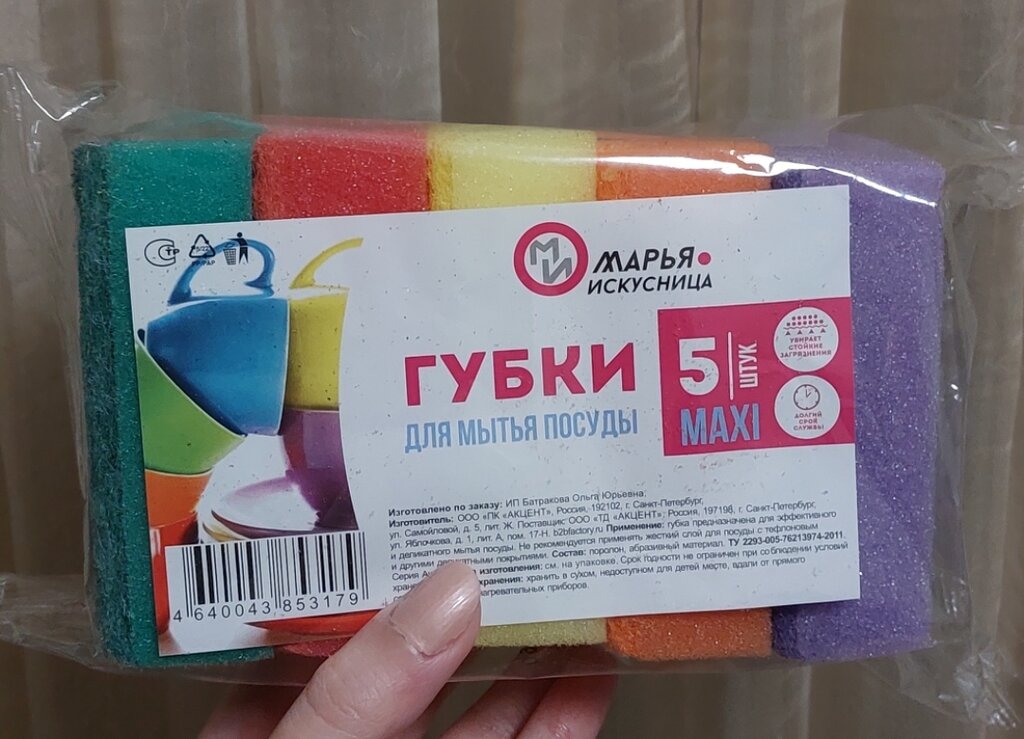 МИ
МАРЬЯ
ИСКУСНИЦА
ГУБКИ
ДЛЯ МЫТЬЯ ПОСУДЫ
5
ШТУК
MAXI
УБИРАЕТ
СТОЙКИЕ
ЗАГРЯЗНЕНИЯ
ДОЛГИЙ
СРОК
СЛУЖБЫ
Изготовлено по заказу: ИП Батракова Ольга Юрьевна;
Изготовитель: ООО «ПК «АКЦЕНТ», Россия, 192102, г. Санкт-Петербург,
ул. Самойловой, д. 5, лит. Ж. Поставщик: ООО «ТД «АКЦЕНТ»; Россия, 197198, г. Санкт-Петербург,
ул. Яблочкова, д. 1, лит. А, пом. 17-Н. b2bfactory.ru Применение: губка предназначена для эффективного
и деликатного мытья посуды. Не рекомендуется применять жесткий слой для посуды с тефлоновым
и другими деликатными покрытиями. Состав: поролон, абразивный материал. ТУ 2293-005-76213974-2011.
Серия изготовления: см. на упаковке. Срок годности не ограничен при соблюдении условий
хранения: хранить в сухом, недоступном для детей месте, вдали от прямого
нагревательных приборов.
4 640043 853179